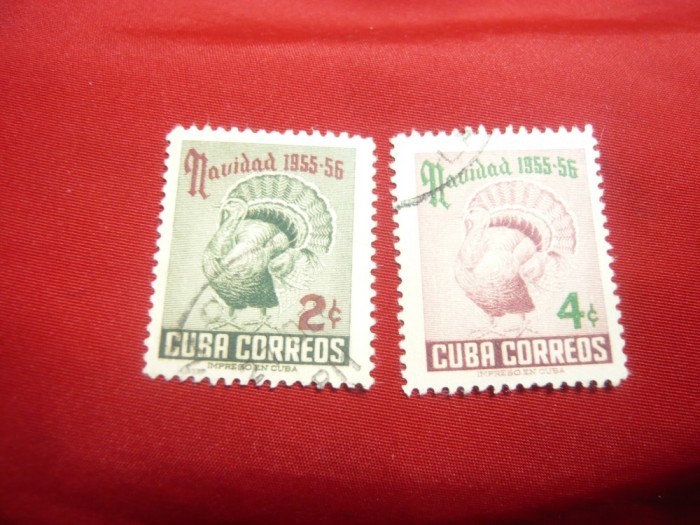 Navidad 1955-56
2¢
CUBA CORREOS
IMPRESO EN CUBA
Navidad 1955-56
4¢
CUBA CORREOS
IMPRESO EN CUBA